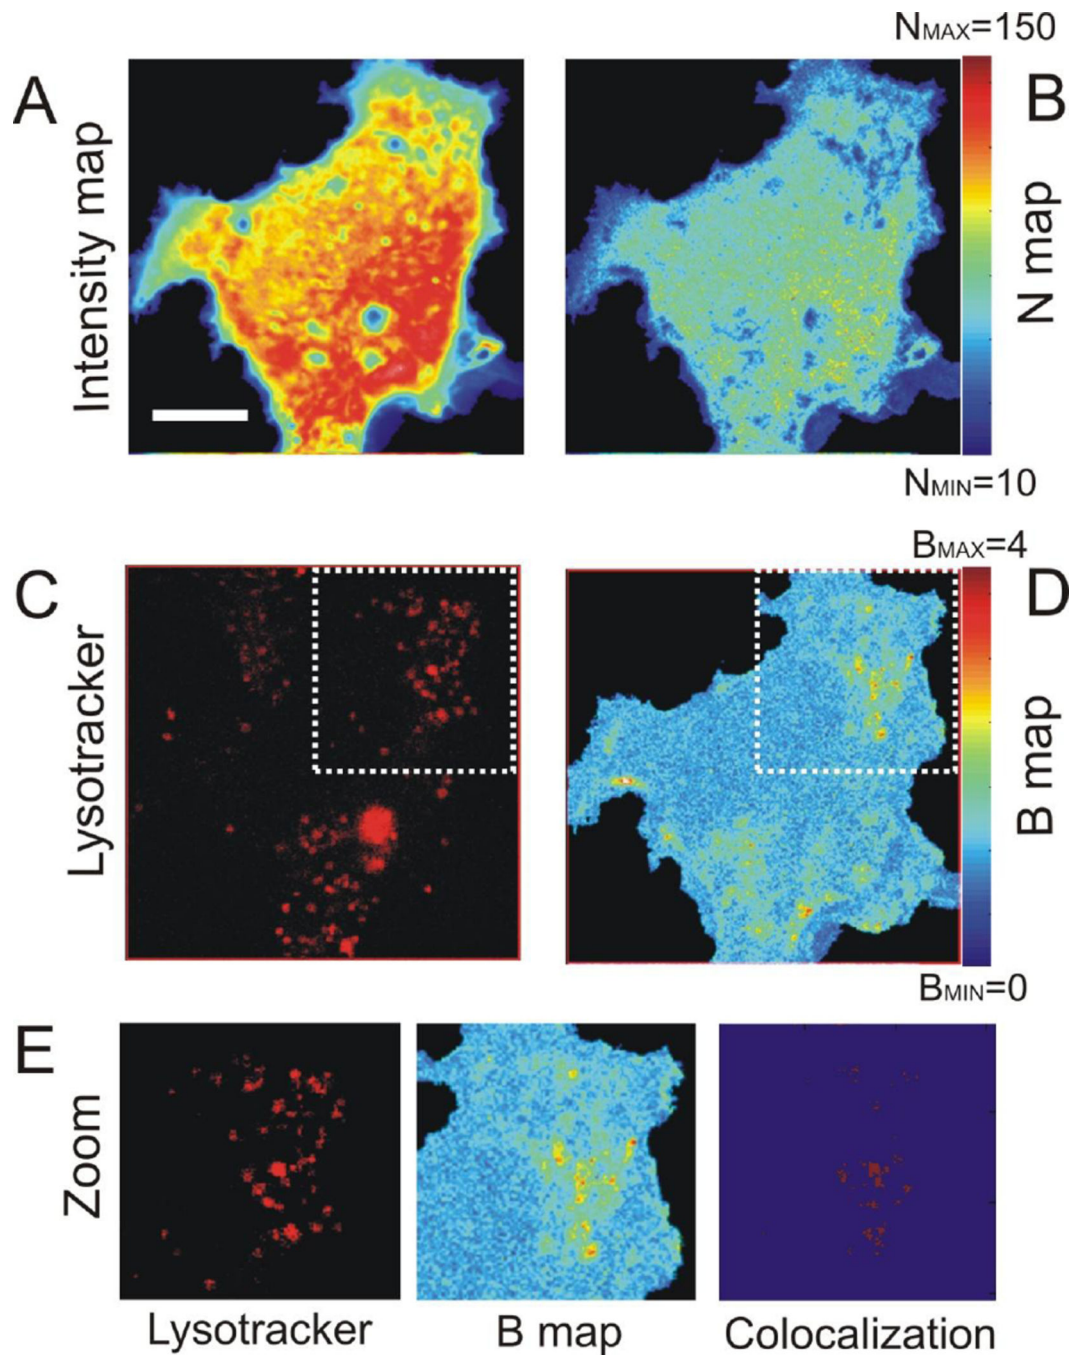 NMAX=150
A
B
Intensity map
N map
NMIN=10
BMAX=4
C
D
Lysotracker
B map
BMIN=0
E
Zoom
Lysotracker
B map
Colocalization